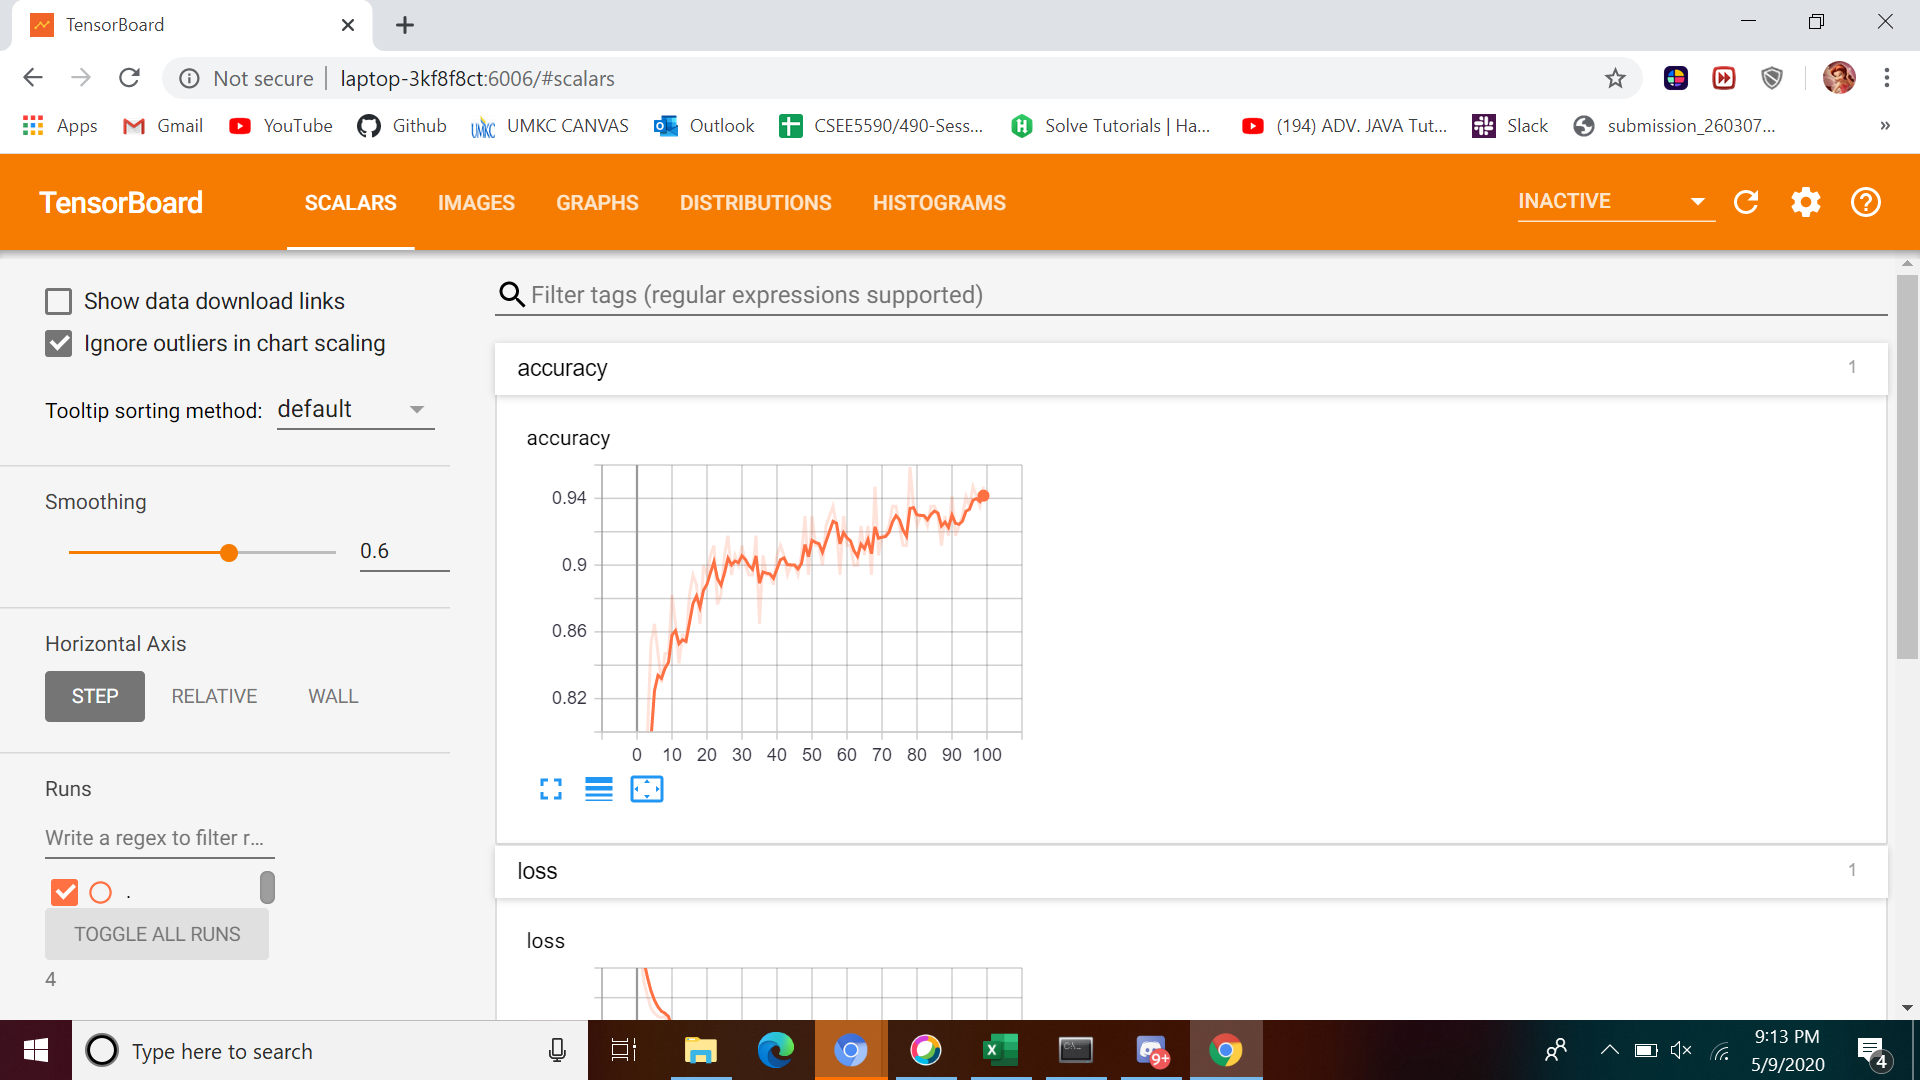 TensorBoard
Not secure | laptop-3kf8f8ct:6006/#scalars
Apps Gmail YouTube Github UMKC CANVAS Outlook CSEE5590/490-Sess... Solve Tutorials | Ha... (194) ADV. JAVA Tut... Slack submission_260307... »
TensorBoard SCALARS IMAGES GRAPHS DISTRIBUTIONS HISTOGRAMS INACTIVE
Show data download links
Ignore outliers in chart scaling
Tooltip sorting method: default
Smoothing
0.6
Horizontal Axis
STEP RELATIVE WALL
Runs
Write a regex to filter r...
.
TOGGLE ALL RUNS
4
Filter tags (regular expressions supported)
accuracy 1
accuracy
0.94
0.9
0.86
0.82
0 10 20 30 40 50 60 70 80 90 100
loss 1
loss
Type here to search
9+
9:13 PM
5/9/2020
4